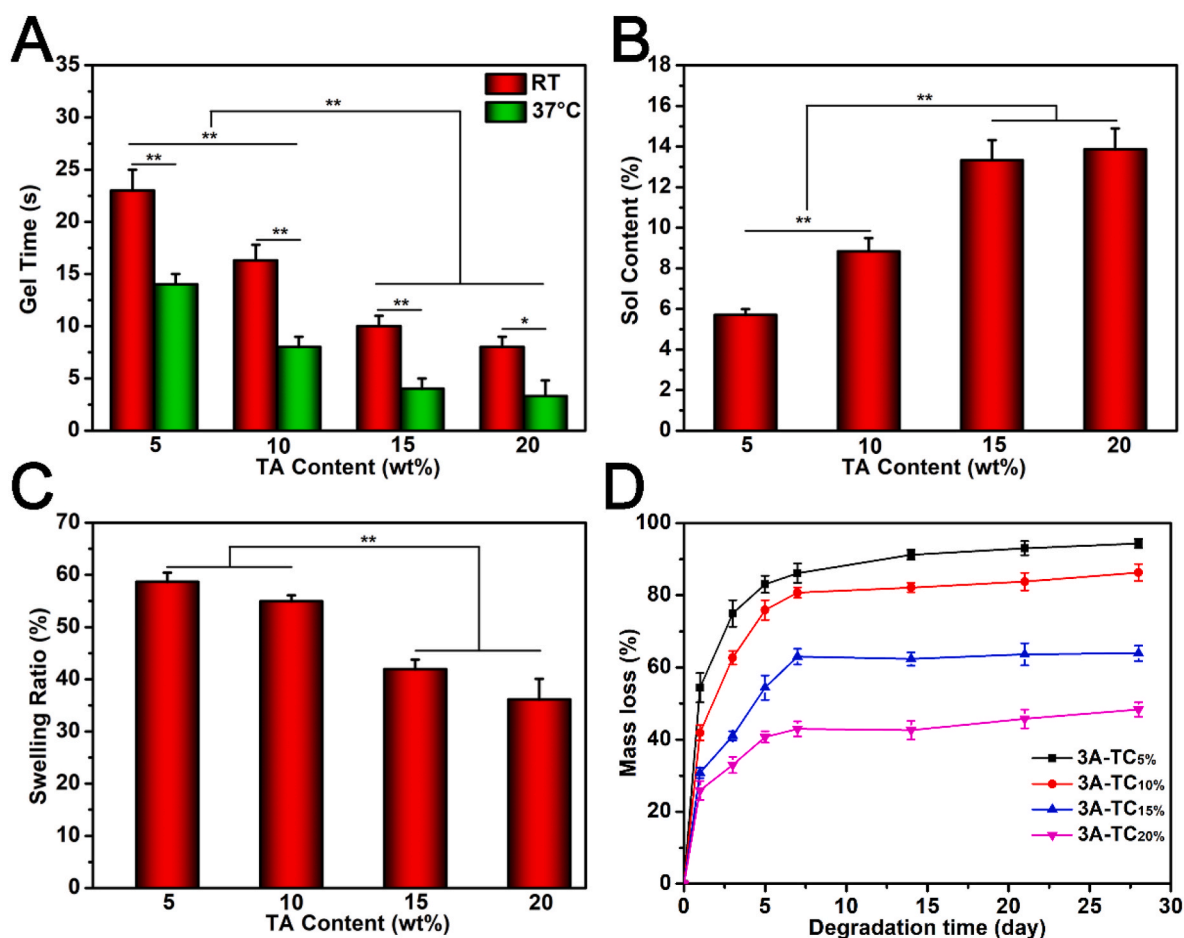 A
35
30
25
20
15
10
5
0
Gel Time (s)
RT
37°C
**
**
**
**
**
*
5 10 15 20
TA Content (wt%)
B
18
16
14
12
10
8
6
4
2
0
Sol Content (%)
**
**
5 10 15 20
TA Content (wt%)
C
70
60
50
40
30
20
10
0
Swelling Ratio (%)
**
5 10 15 20
TA Content (wt%)
D
100
80
60
40
20
0
Mass loss (%)
3A-TC5%
3A-TC10%
3A-TC15%
3A-TC20%
0 5 10 15 20 25 30
Degradation time (day)